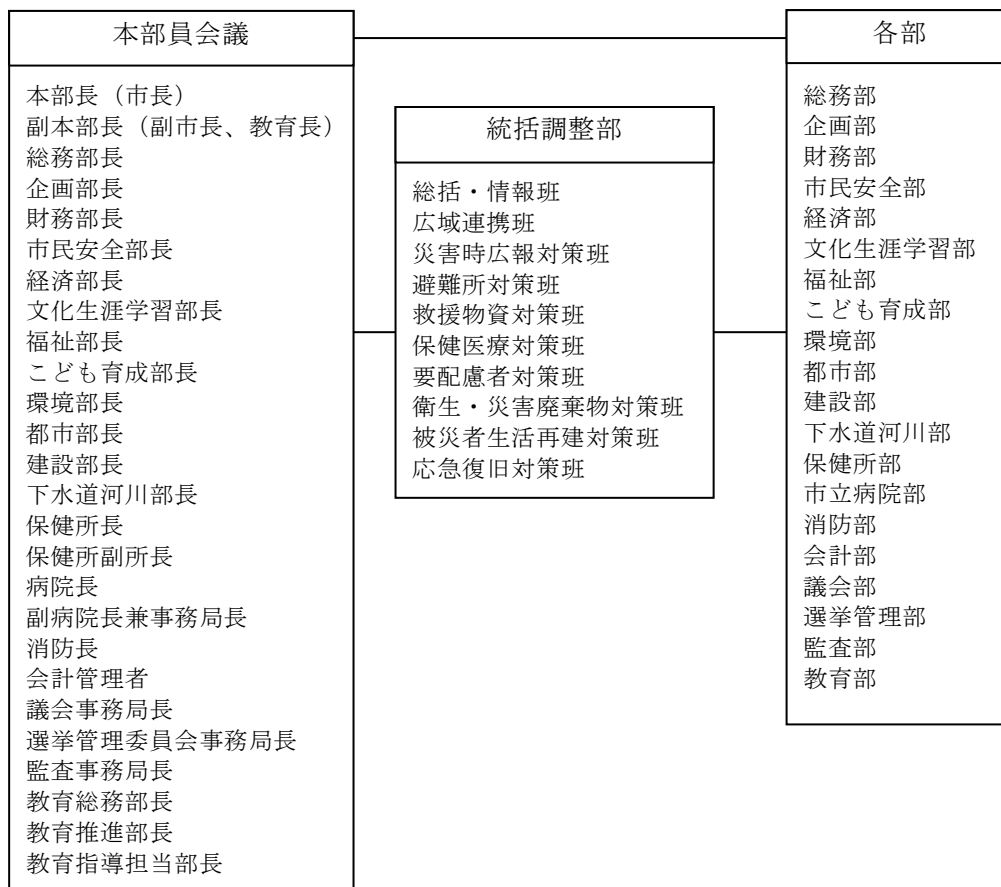 本部員会議
本部長（市長）
副本部長（副市長、教育長）
総務部長
企画部長
財務部長
市民安全部長
経済部長
文化生涯学習部長
福祉部長
こども育成部長
環境部長
都市部長
建設部長
下水道河川部長
保健所長
保健所副所長
病院長
副病院長兼事務局長
消防長
会計管理者
議会事務局長
選挙管理委員会事務局長
監査事務局長
教育総務部長
教育推進部長
教育指導担当部長
統括調整部
総括・情報班
広域連携班
災害時広報対策班
避難所対策班
救援物資対策班
保健医療対策班
要配慮者対策班
衛生・災害廃棄物対策班
被災者生活再建対策班
応急復旧対策班
各部
総務部
企画部
財務部
市民安全部
経済部
文化生涯学習部
福祉部
こども育成部
環境部
都市部
建設部
下水道河川部
保健所部
市立病院部
消防部
会計部
議会部
選挙管理部
監査部
教育部